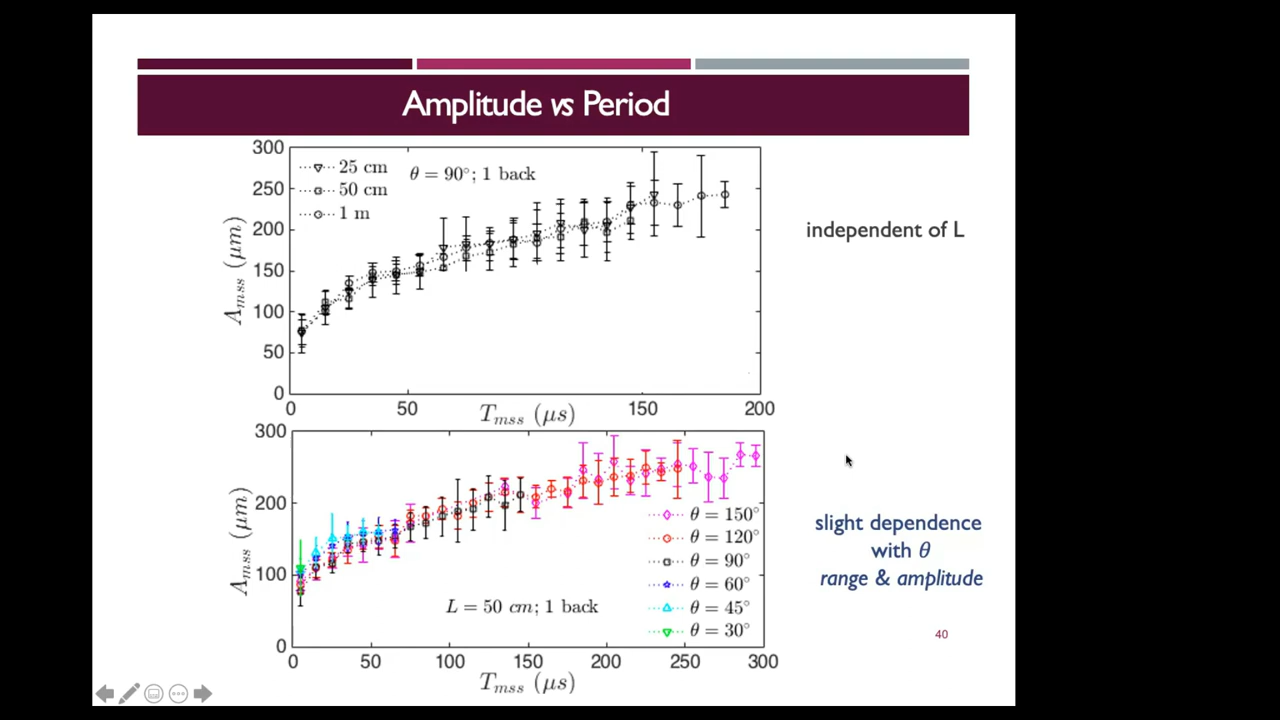 Amplitude vs Period
300
250
200
150
100
50
0
A_mss (μm)
25 cm
50 cm
1 m
θ = 90°; 1 back
0 50 150 200
T_mss (μs)
independent of L
300
200
100
0
A_mss (μm)
θ = 150°
θ = 120°
θ = 90°
θ = 60°
θ = 45°
θ = 30°
L = 50 cm; 1 back
0 50 100 150 200 250 300
T_mss (μs)
slight dependence
with θ
range & amplitude
40